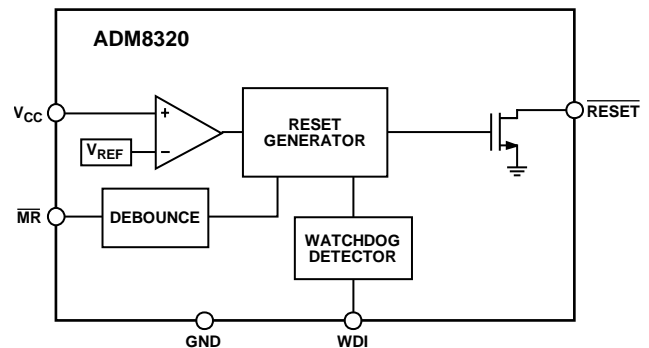 ADM8320
VCC
+
VREF
–
RESET
GENERATOR
RESET
MR
DEBOUNCE
WATCHDOG
DETECTOR
GND
WDI